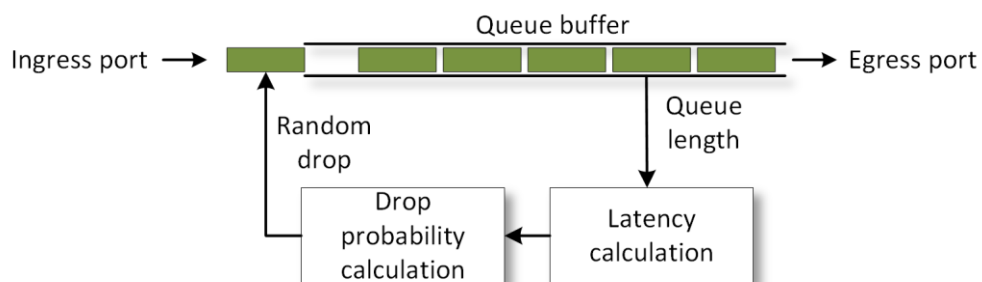 Queue buffer
Ingress port
Egress port
Random
drop
Queue
length
Drop
probability
calculation
Latency
calculation